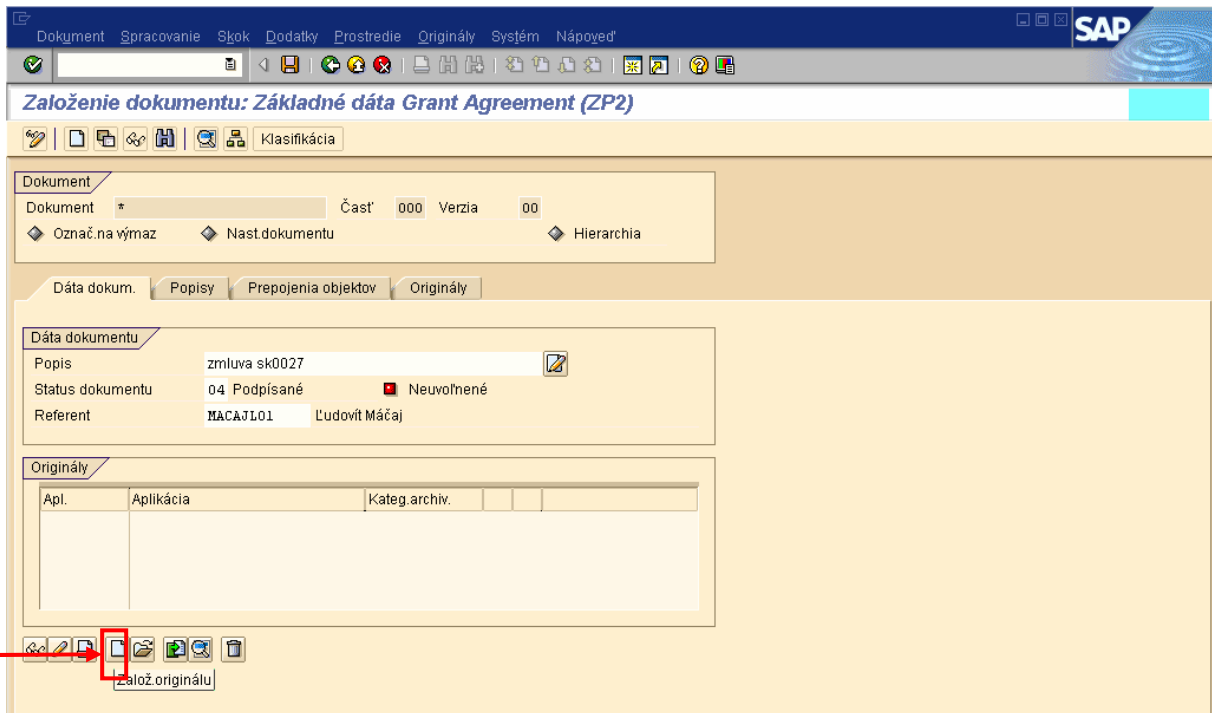 SAP
Dokument Spracovanie Skok Dodatky Prostredie Originály Systém Nápoveď
Založenie dokumentu: Základné dáta Grant Agreement (ZP2)
Klasifikácia
Dokument
Dokument * Časť 000 Verzia 00
Označ.na výmaz Nast.dokumentu Hierarchia
Dáta dokum. Popisy Prepojenia objektov Originály
Dáta dokumentu
Popis zmluva sk0027
Status dokumentu 04 Podpísané Neuvoľnené
Referent MACAJL01 Ľudovít Máčaj
Originály
Apl. Aplikácia Kateg.archiv.
Založ.originálu